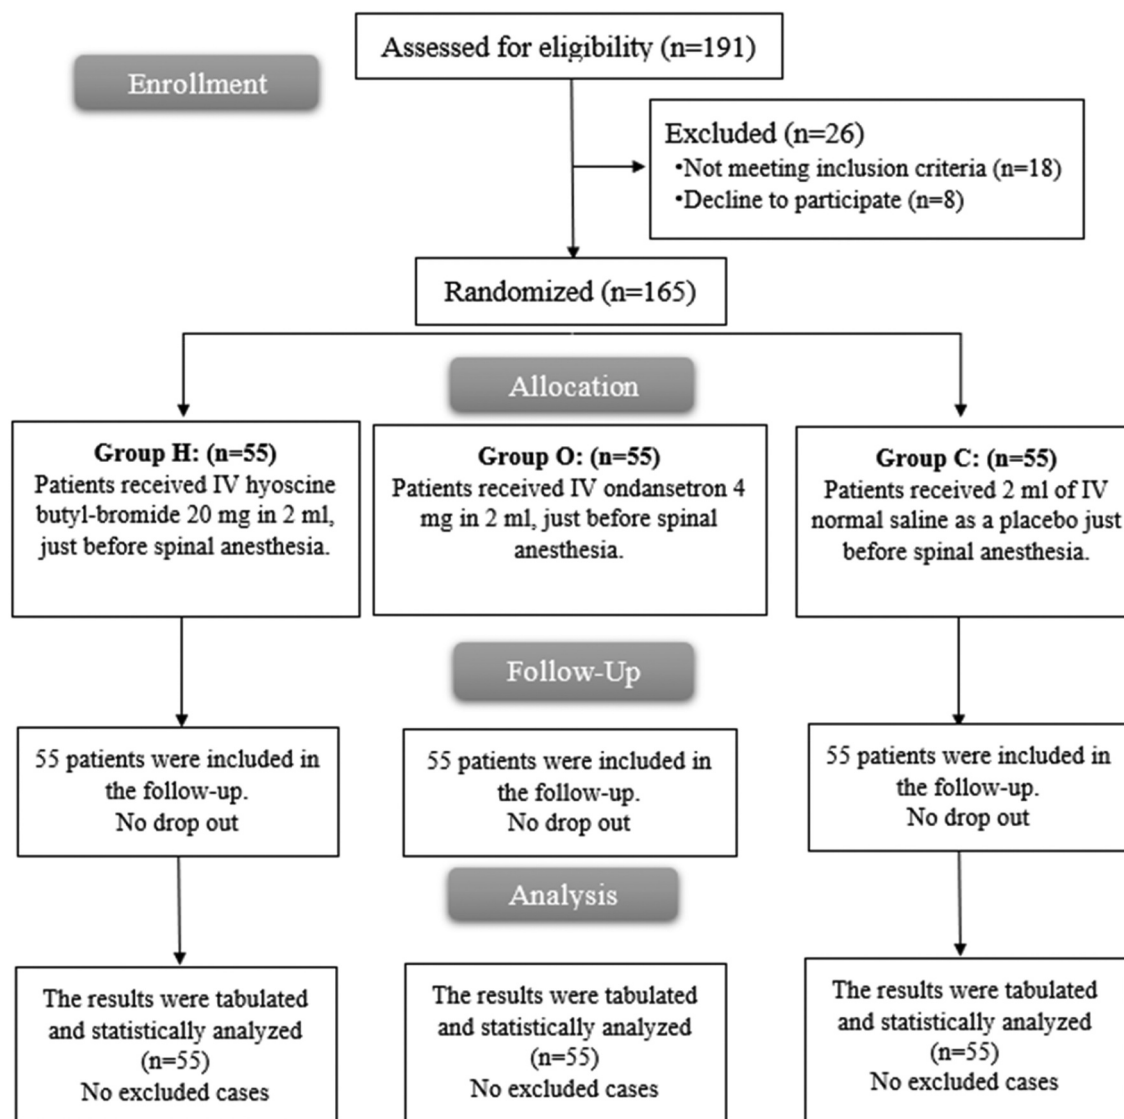 Assessed for eligibility (n=191)
Enrollment
Excluded (n=26)
•Not meeting inclusion criteria (n=18)
•Decline to participate (n=8)
Randomized (n=165)
Allocation
Group H: (n=55)
Patients received IV hyoscine
butyl-bromide 20 mg in 2 ml,
just before spinal anesthesia.
Group O: (n=55)
Patients received IV ondansetron 4
mg in 2 ml, just before spinal
anesthesia.
Group C: (n=55)
Patients received 2 ml of IV
normal saline as a placebo just
before spinal anesthesia.
Follow-Up
55 patients were included in
the follow-up.
No drop out
55 patients were included in
the follow-up.
No drop out
55 patients were included in
the follow-up.
No drop out
Analysis
The results were tabulated
and statistically analyzed
(n=55)
No excluded cases
The results were tabulated
and statistically analyzed
(n=55)
No excluded cases
The results were tabulated
and statistically analyzed
(n=55)
No excluded cases